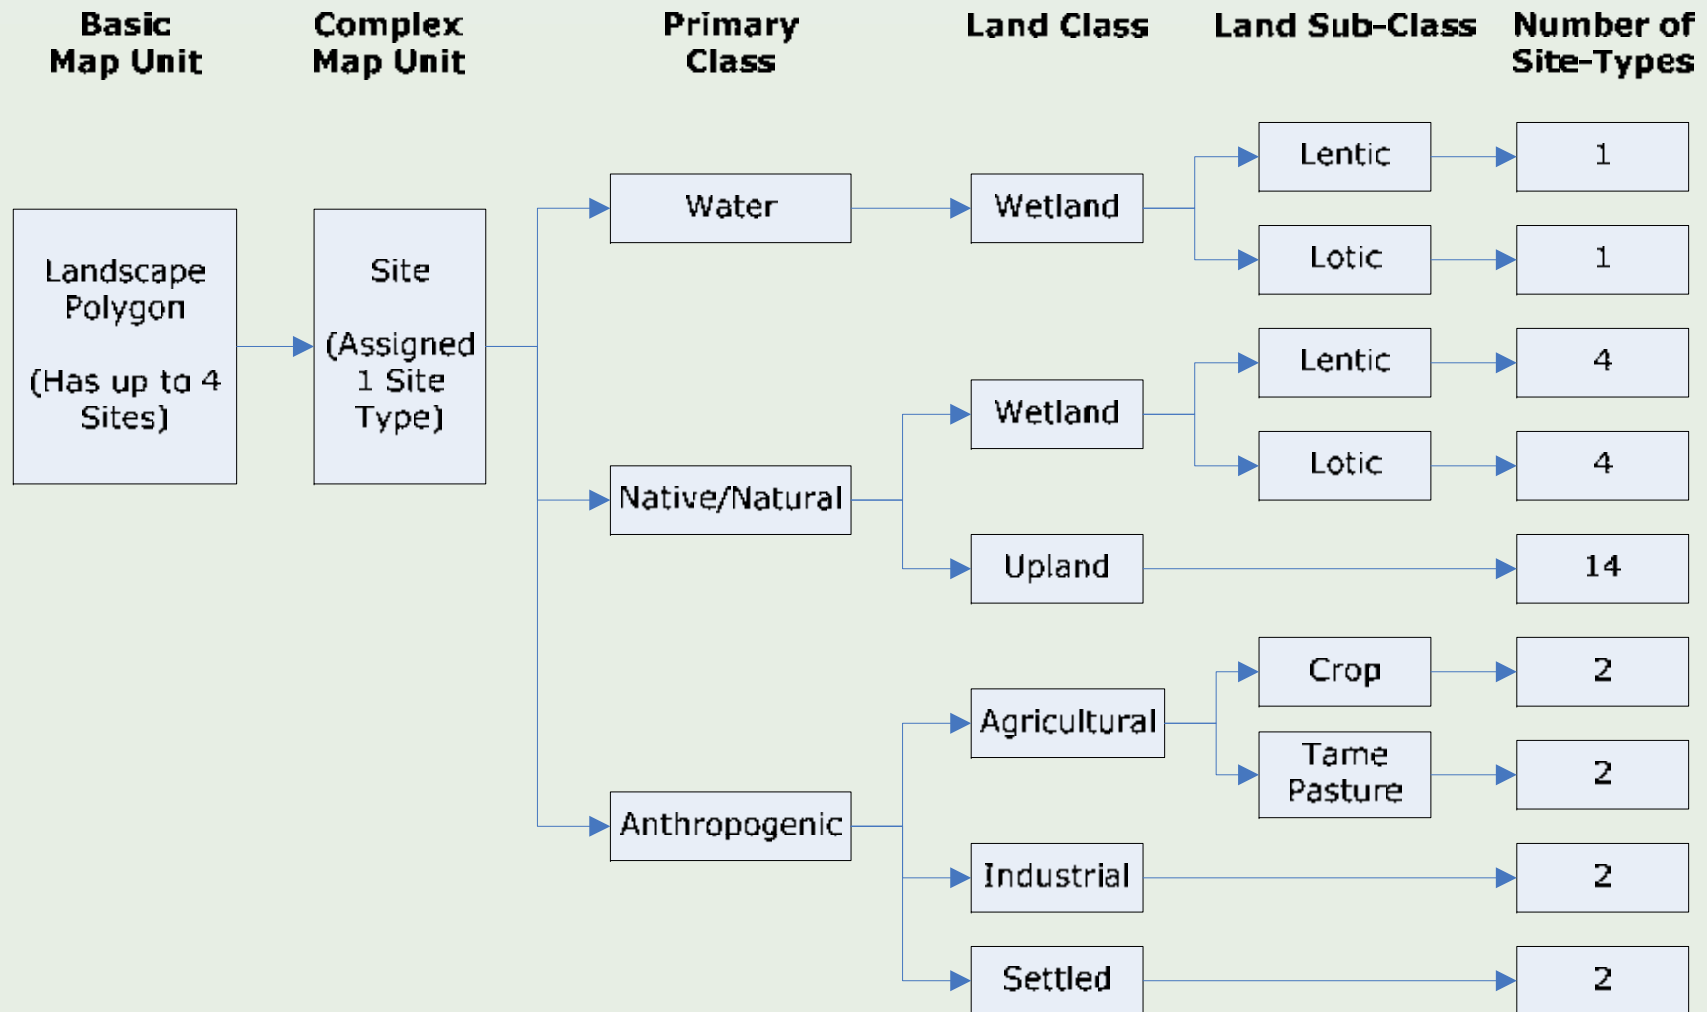 Basic
Map Unit
Complex
Map Unit
Primary
Class
Land Class
Land Sub-Class
Number of
Site-Types
Landscape
Polygon
(Has up to 4
Sites)
Site
(Assigned
1 Site
Type)
Water
Wetland
Lentic
1
Lotic
1
Native/Natural
Wetland
Lentic
4
Lotic
4
Upland
14
Anthropogenic
Agricultural
Crop
2
Tame
Pasture
2
Industrial
2
Settled
2